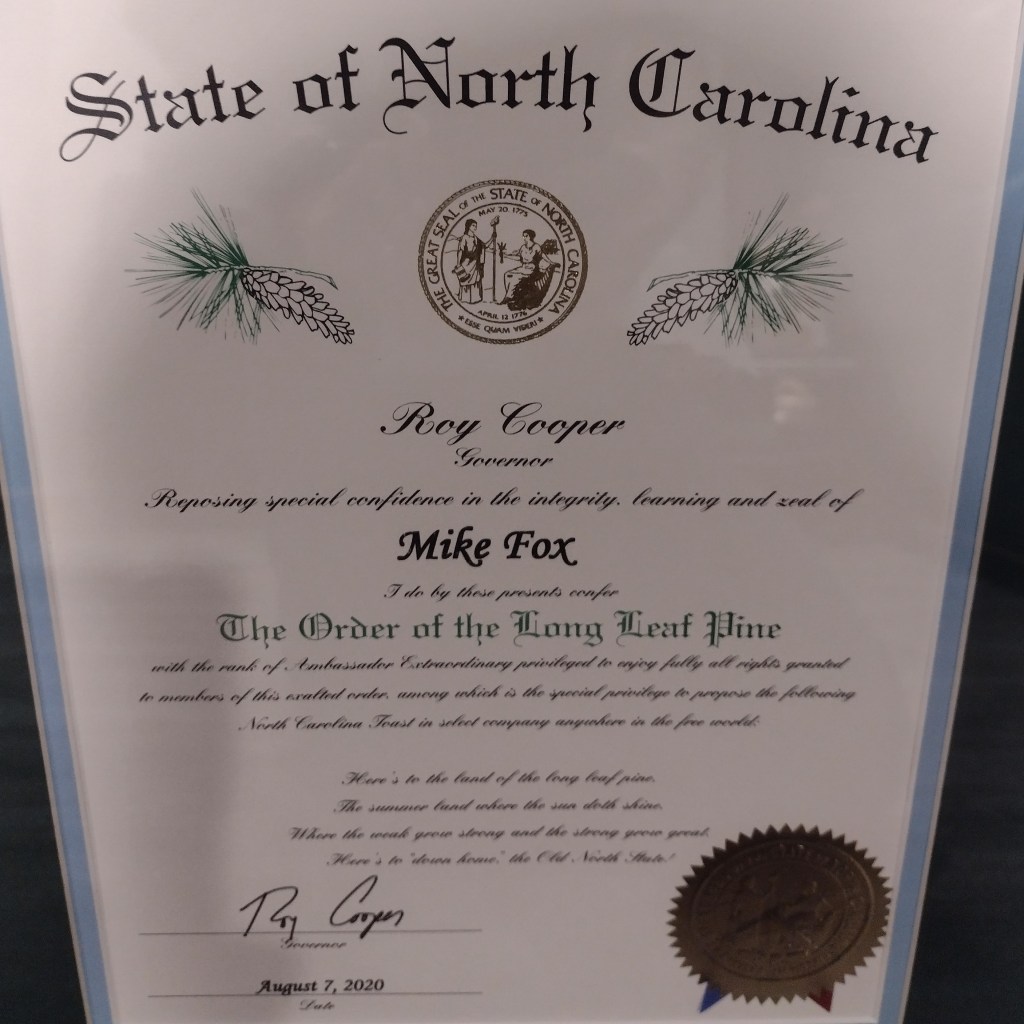 State of North Carolina
THE GREAT SEAL OF THE STATE OF NORTH CAROLINA
MAY 20, 1775
APRIL 12 1776
★ ESSE QUAM VIDERI ★
Roy Cooper
Governor
Reposing special confidence in the integrity, learning and zeal of
Mike Fox
I do by these presents confer
The Order of the Long Leaf Pine
with the rank of Ambassador Extraordinary privileged to enjoy fully all rights granted
to members of this exalted order, among which is the special privilege to propose the following
North Carolina Toast in select company anywhere in the free world:
Here's to the land of the long leaf pine,
The summer land where the sun doth shine,
Where the weak grow strong and the strong grow great,
Here's to "down home," the Old North State!
Roy Cooper
Governor
August 7, 2020
Date